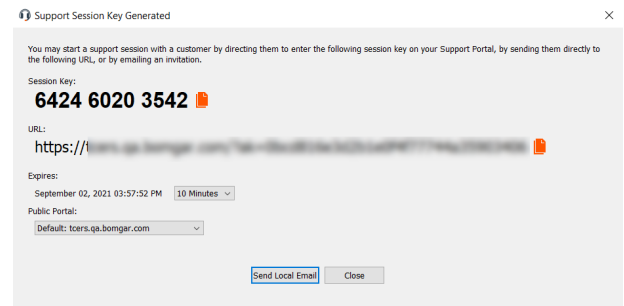 Support Session Key Generated
You may start a support session with a customer by directing them to enter the following session key on your Support Portal, by sending them directly to
the following URL, or by emailing an invitation.
Session Key:
6424 6020 3542
URL:
https://
Expires:
September 02, 2021 03:57:52 PM 10 Minutes
Public Portal:
Default: tcers.qa.bomgar.com
Send Local Email Close